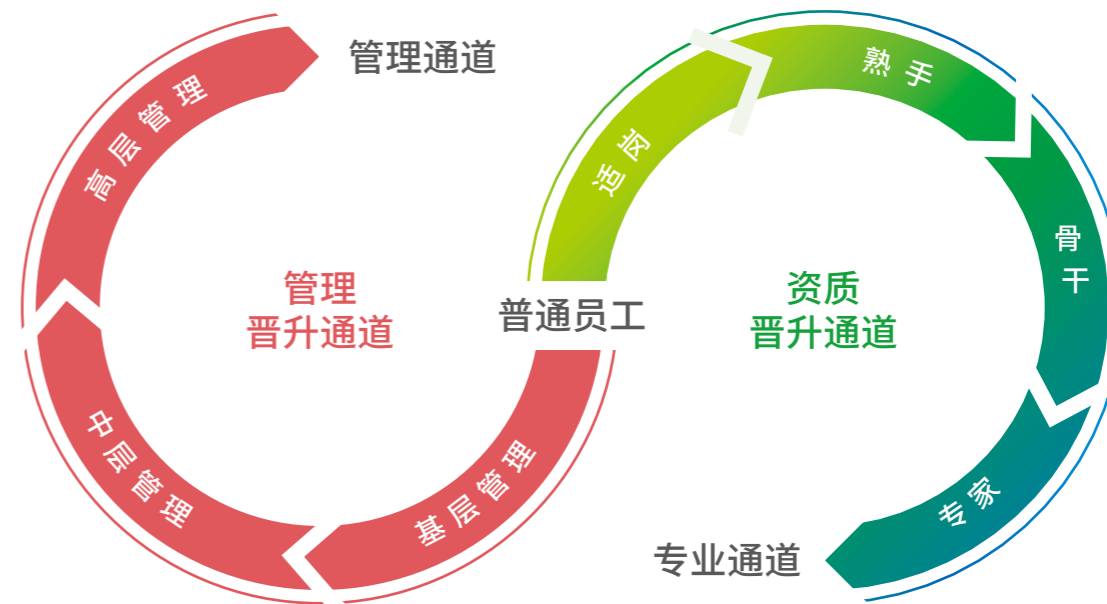 管理通道
高层管理
中层管理
基层管理
管理
晋升通道
普通员工
适岗
熟手
骨干
专家
资质
晋升通道
专业通道